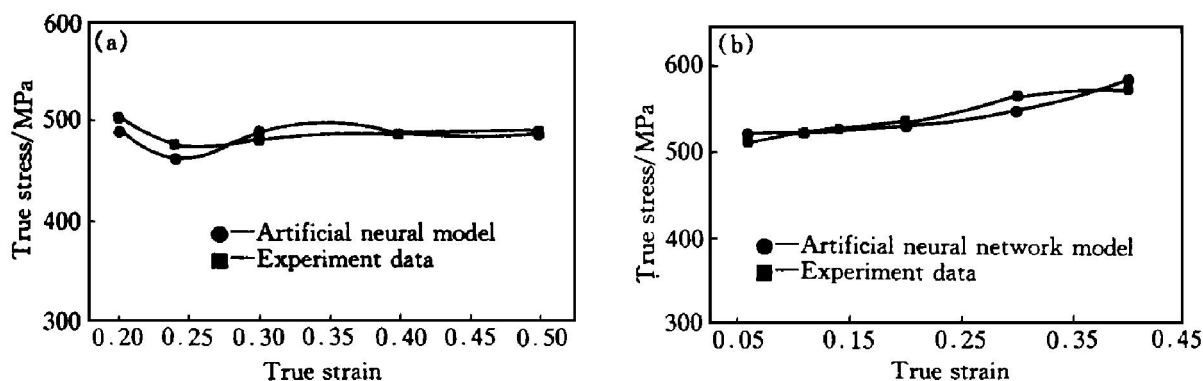 (a)
600
500
400
300
True stress/MPa
Artificial neural model
Experiment data
0.20 0.25 0.30 0.35 0.40 0.45 0.50
True strain
(b)
600
500
400
300
True stress/MPa
Artificial neural network model
Experiment data
0.05 0.15 0.25 0.35 0.45
True strain